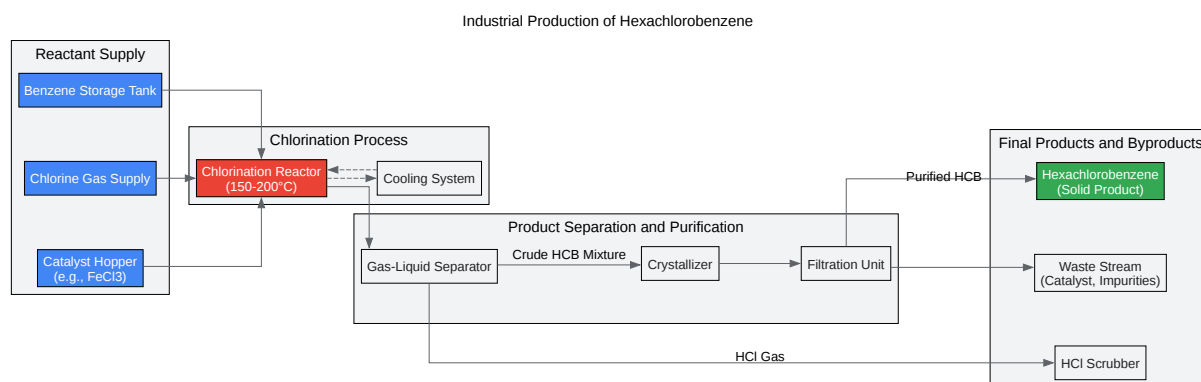 Industrial Production of Hexachlorobenzene
Reactant Supply
Benzene Storage Tank
Chlorine Gas Supply
Catalyst Hopper
(e.g., FeCl3)
Chlorination Process
Chlorination Reactor
(150-200°C)
Cooling System
Product Separation and Purification
Gas-Liquid Separator
Crude HCB Mixture
Crystallizer
Filtration Unit
Purified HCB
HCl Gas
Final Products and Byproducts
Hexachlorobenzene
(Solid Product)
Waste Stream
(Catalyst, Impurities)
HCl Scrubber